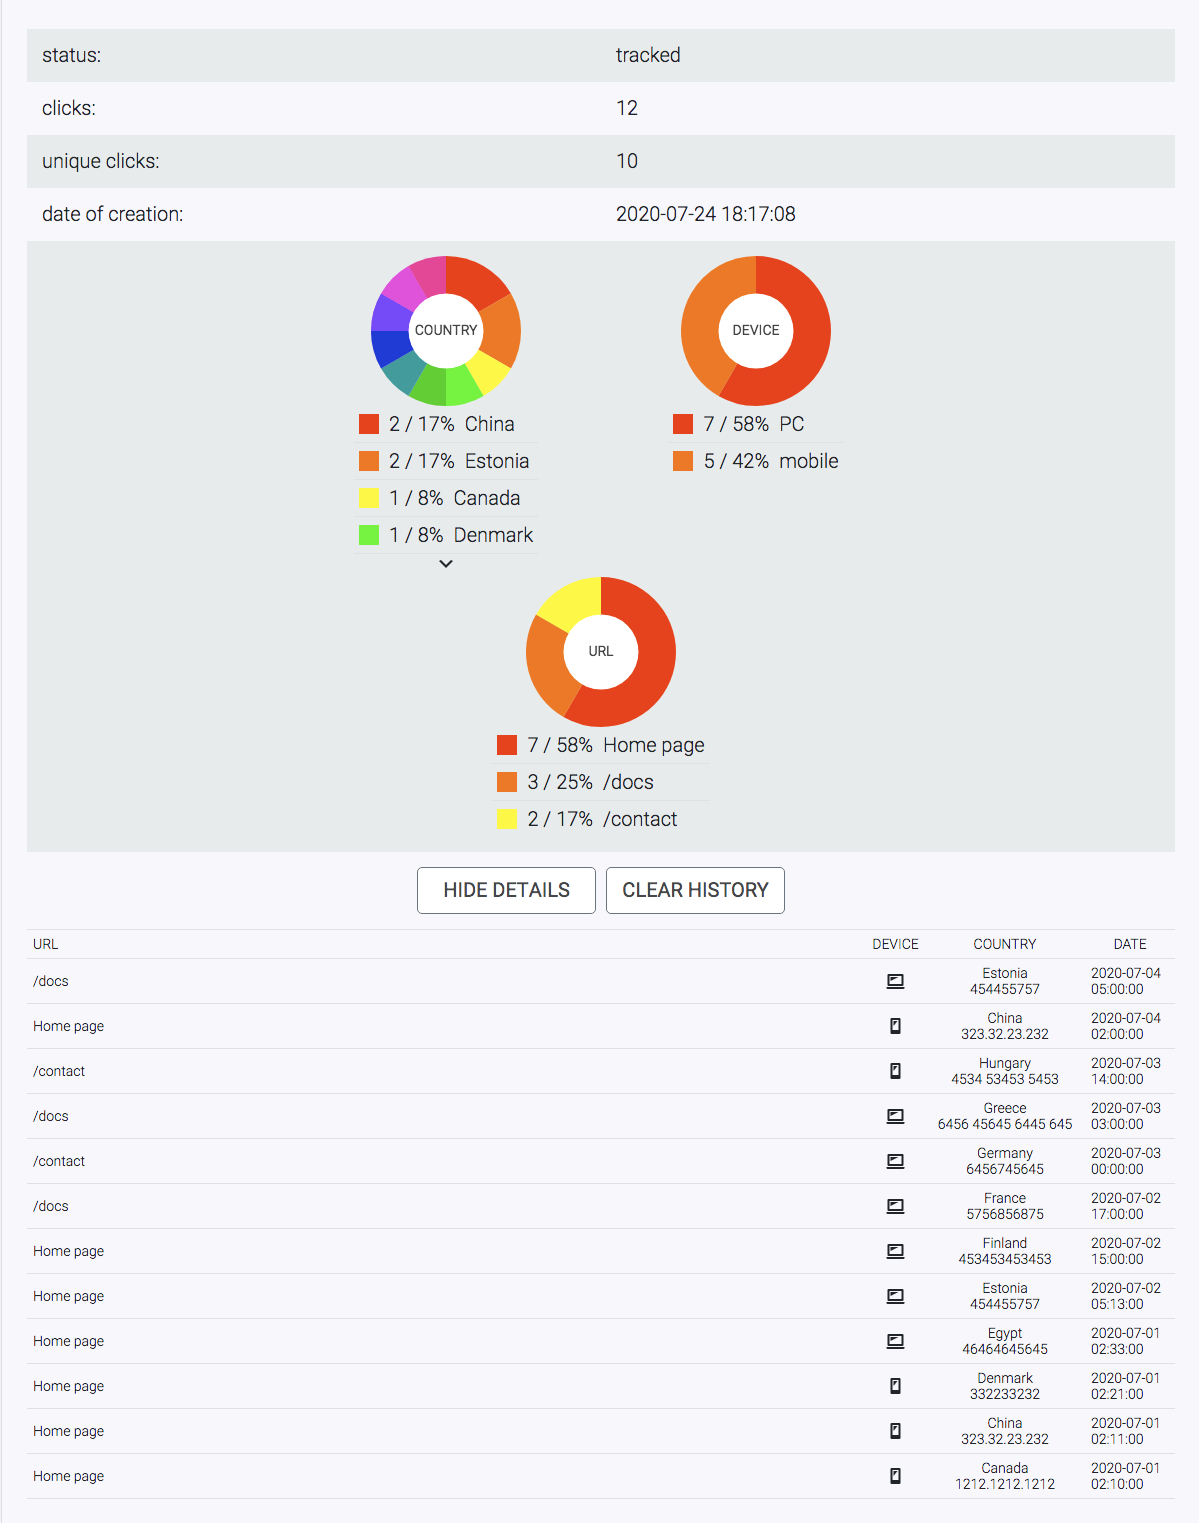 status: tracked
clicks: 12
unique clicks: 10
date of creation: 2020-07-24 18:17:08
COUNTRY
2 / 17% China
2 / 17% Estonia
1 / 8% Canada
1 / 8% Denmark
DEVICE
7 / 58% PC
5 / 42% mobile
URL
7 / 58% Home page
3 / 25% /docs
2 / 17% /contact
HIDE DETAILS CLEAR HISTORY
URL DEVICE COUNTRY DATE
/docs
Estonia
454455757
2020-07-04
05:00:00
Home page
China
323.32.23.232
2020-07-04
02:00:00
/contact
Hungary
4534 53453 5453
2020-07-03
14:00:00
/docs
Greece
6456 45645 6445 645
2020-07-03
03:00:00
/contact
Germany
6456745645
2020-07-03
00:00:00
/docs
France
5756856875
2020-07-02
17:00:00
Home page
Finland
453453453453
2020-07-02
15:00:00
Home page
Estonia
454455757
2020-07-02
05:13:00
Home page
Egypt
46464645645
2020-07-01
02:33:00
Home page
Denmark
332233232
2020-07-01
02:21:00
Home page
China
323.32.23.232
2020-07-01
02:11:00
Home page
Canada
1212.1212.1212
2020-07-01
02:10:00